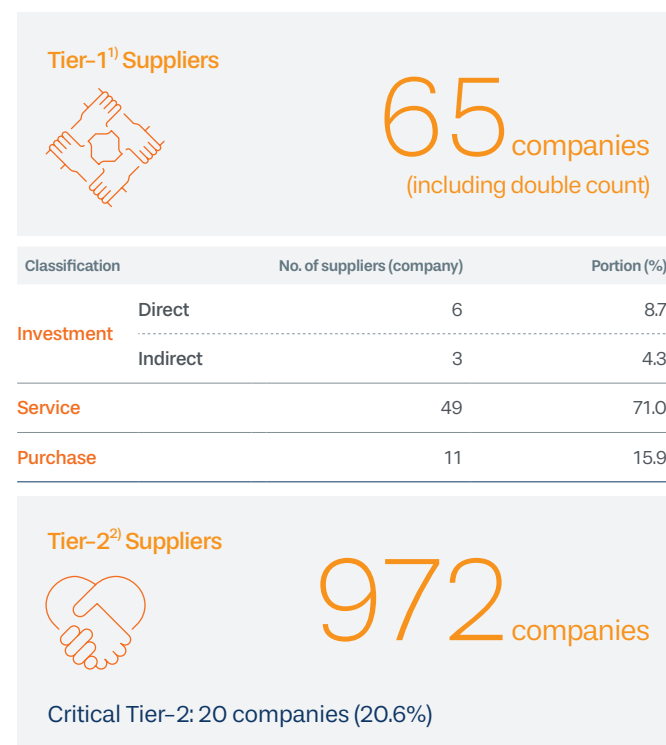 Tier-1¹⁾ Suppliers
65 companies
(including double count)
Classification No. of suppliers (company) Portion (%)
Investment
Direct 6 8.7
Indirect 3 4.3
Service 49 71.0
Purchase 11 15.9
Tier-2²⁾ Suppliers
972 companies
Critical Tier-2: 20 companies (20.6%)